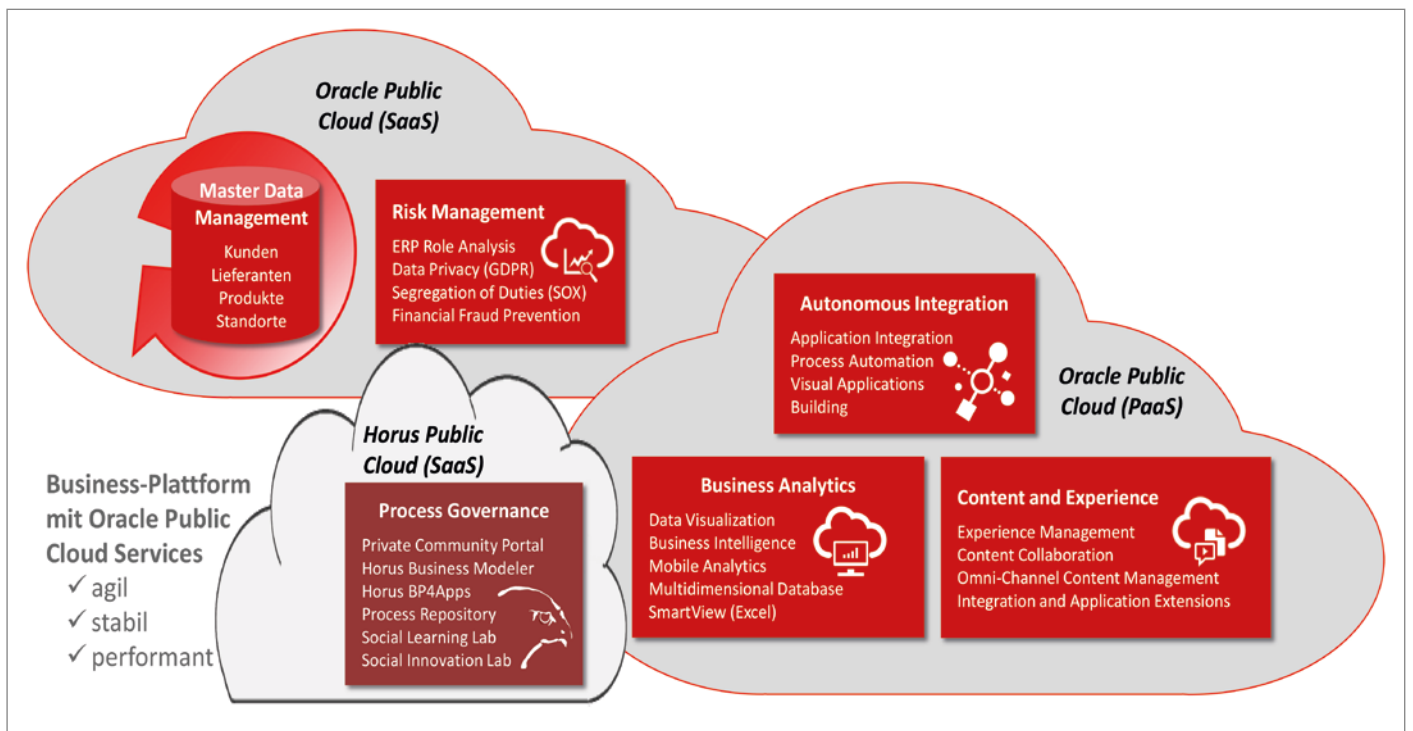 Oracle Public
Cloud (SaaS)
Master Data
Management
Kunden
Lieferanten
Produkte
Standorte
Risk Management
ERP Role Analysis
Data Privacy (GDPR)
Segregation of Duties (SOX)
Financial Fraud Prevention
Autonomous Integration
Application Integration
Process Automation
Visual Applications
Building
Oracle Public
Cloud (PaaS)
Horus Public
Cloud (SaaS)
Process Governance
Private Community Portal
Horus Business Modeler
Horus BP4Apps
Process Repository
Social Learning Lab
Social Innovation Lab
Business Analytics
Data Visualization
Business Intelligence
Mobile Analytics
Multidimensional Database
SmartView (Excel)
Content and Experience
Experience Management
Content Collaboration
Omni-Channel Content Management
Integration and Application Extensions
Business-Plattform
mit Oracle Public
Cloud Services
✓ agil
✓ stabil
✓ performant